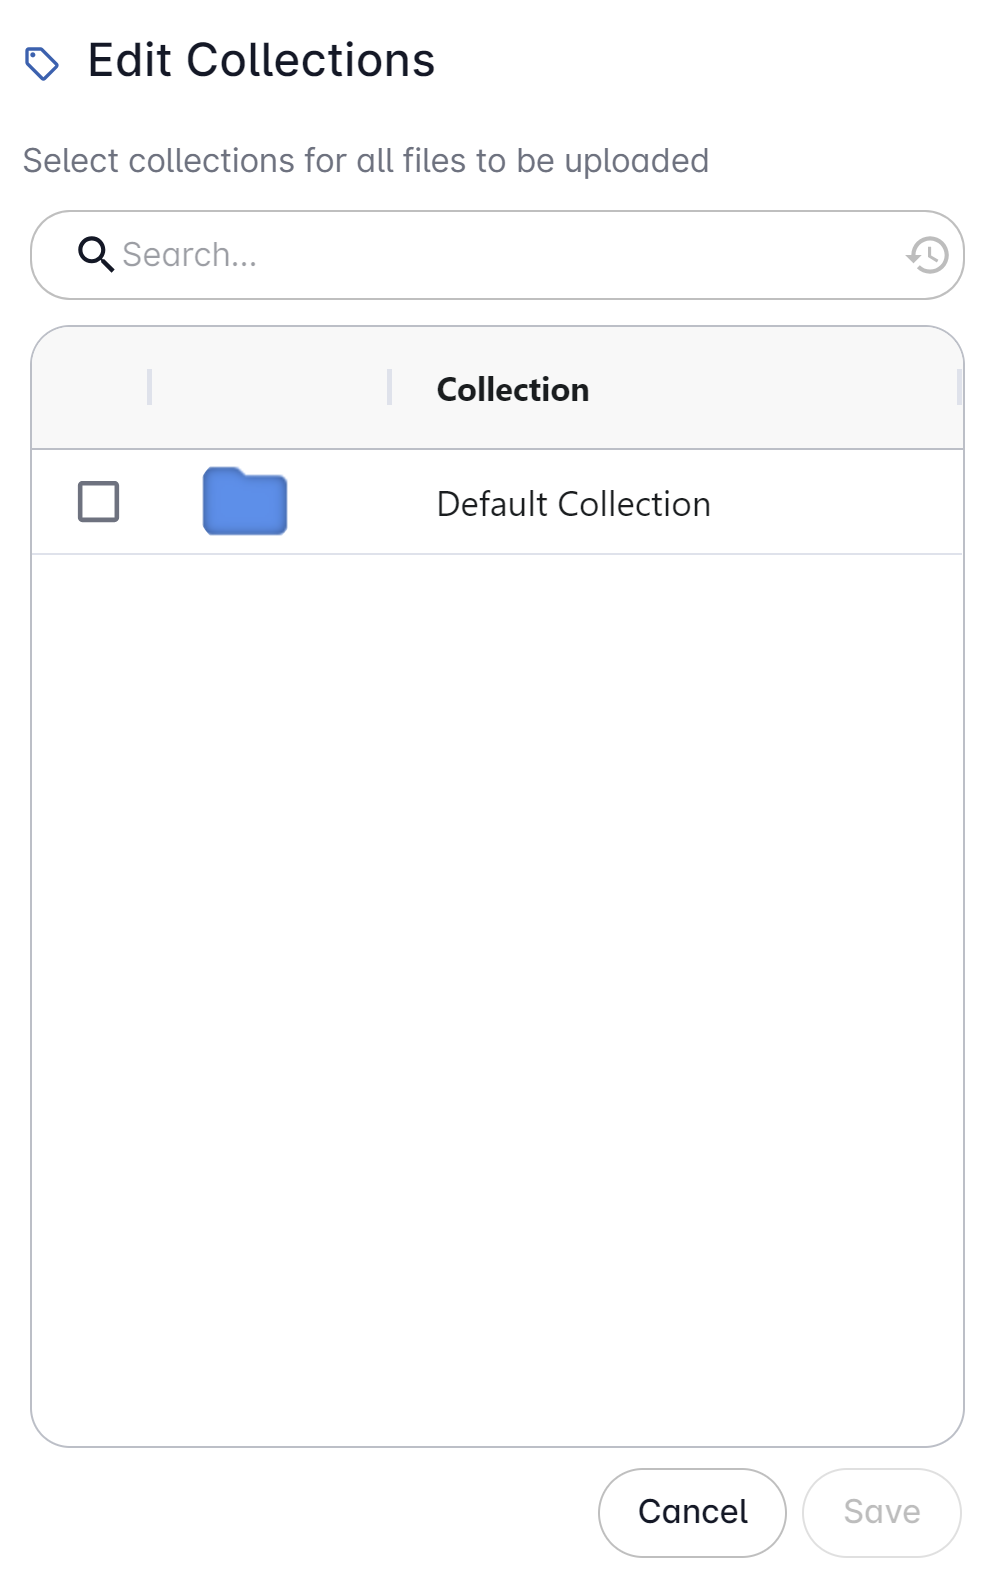 Edit Collections
Select collections for all files to be uploaded
Search...
Collection
Default Collection
Cancel Save